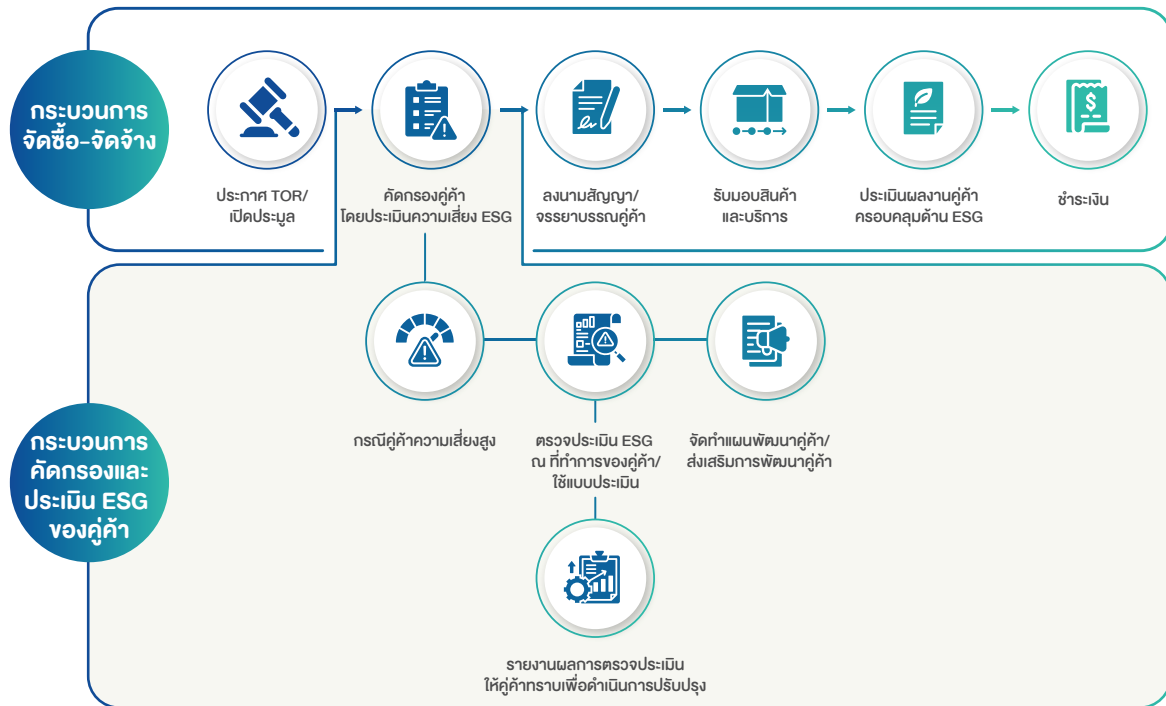 กระบวนการ
จัดซื้อ-จัดจ้าง
ประกาศ TOR/
เปิดประมูล
คัดกรองคู่ค้า
โดยประเมินความเสี่ยง ESG
ลงนามสัญญา/
จรรยาบรรณคู่ค้า
รับมอบสินค้า
และบริการ
ประเมินผลงานคู่ค้า
ครอบคลุมด้าน ESG
ชำระเงิน
กระบวนการ
คัดกรองและ
ประเมิน ESG
ของคู่ค้า
กรณีคู่ค้าความเสี่ยงสูง
ตรวจประเมิน ESG
ณ ที่ทำการของคู่ค้า/
ใช้แบบประเมิน
จัดทำแผนพัฒนาคู่ค้า/
ส่งเสริมการพัฒนาคู่ค้า
รายงานผลการตรวจประเมิน
ให้คู่ค้าทราบเพื่อดำเนินการปรับปรุง